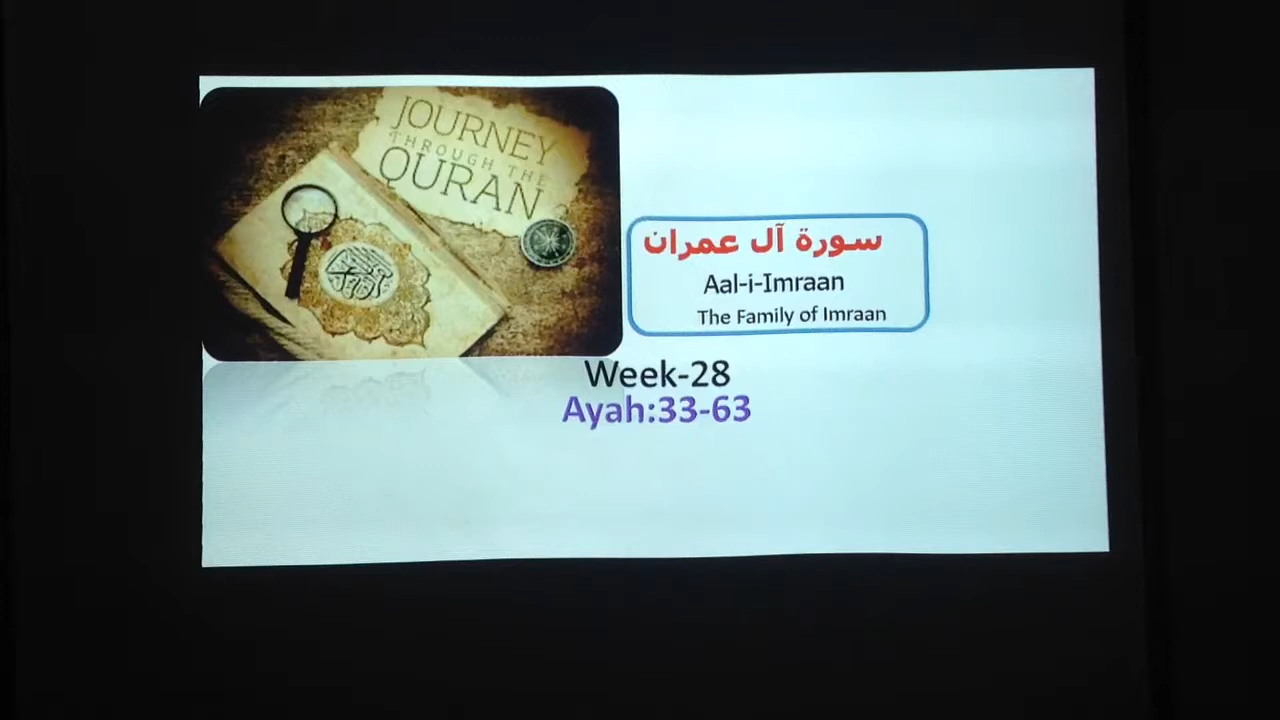 JOURNEY
THROUGH THE
QURAN
سورة آل عمران
Aal-i-Imraan
The Family of Imraan
Week-28
Ayah:33-63